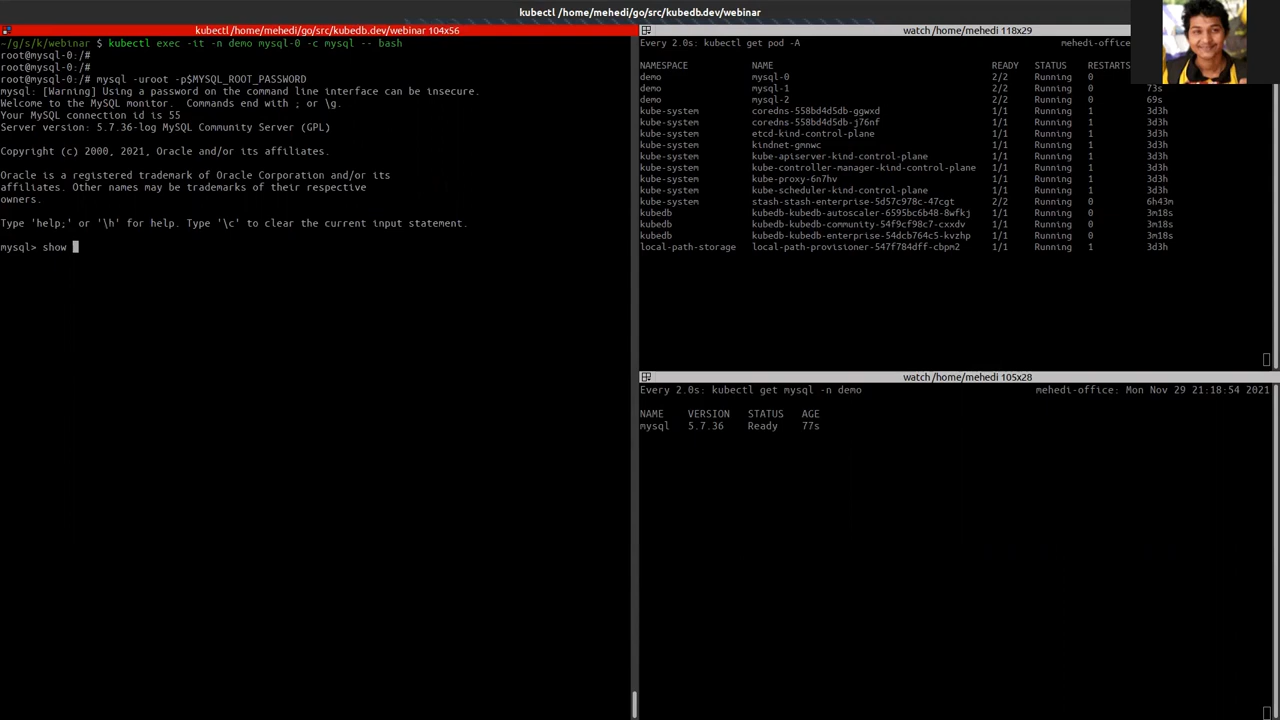 kubectl /home/mehedi/go/src/kubedb.dev/webinar
kubectl /home/mehedi/go/src/kubedb.dev/webinar 104x56
~/g/s/k/webinar $ kubectl exec -it -n demo mysql-0 -c mysql -- bash
root@mysql-0:/#
root@mysql-0:/#
root@mysql-0:/# mysql -uroot -p$MYSQL_ROOT_PASSWORD
mysql: [Warning] Using a password on the command line interface can be insecure.
Welcome to the MySQL monitor.  Commands end with ; or \g.
Your MySQL connection id is 55
Server version: 5.7.36-log MySQL Community Server (GPL)
Copyright (c) 2000, 2021, Oracle and/or its affiliates.
Oracle is a registered trademark of Oracle Corporation and/or its
affiliates. Other names may be trademarks of their respective
owners.
Type 'help;' or '\h' for help. Type '\c' to clear the current input statement.
mysql> show
watch /home/mehedi 118x29
Every 2.0s: kubectl get pod -A mehedi-office:
NAMESPACE NAME READY STATUS RESTARTS
demo mysql-0 2/2 Running 0
demo mysql-1 2/2 Running 0 73s
demo mysql-2 2/2 Running 0 69s
kube-system coredns-558bd4d5db-ggwxd 1/1 Running 1 3d3h
kube-system coredns-558bd4d5db-j76nf 1/1 Running 1 3d3h
kube-system etcd-kind-control-plane 1/1 Running 1 3d3h
kube-system kindnet-gmnwc 1/1 Running 1 3d3h
kube-system kube-apiserver-kind-control-plane 1/1 Running 1 3d3h
kube-system kube-controller-manager-kind-control-plane 1/1 Running 1 3d3h
kube-system kube-proxy-6n7hv 1/1 Running 1 3d3h
kube-system kube-scheduler-kind-control-plane 1/1 Running 1 3d3h
kube-system stash-stash-enterprise-5d57c978c-47cgt 2/2 Running 0 6h43m
kubedb kubedb-kubedb-autoscaler-6595bc6b48-8wfkj 1/1 Running 0 3m18s
kubedb kubedb-kubedb-community-54f9cf98c7-cxxdv 1/1 Running 0 3m18s
kubedb kubedb-kubedb-enterprise-54cbd764c5-kvzhp 1/1 Running 0 3m18s
local-path-storage local-path-provisioner-547f784dff-cbpm2 1/1 Running 1 3d3h
watch /home/mehedi 105x28
Every 2.0s: kubectl get mysql -n demo mehedi-office: Mon Nov 29 21:18:54 2021
NAME VERSION STATUS AGE
mysql 5.7.36 Ready 77s